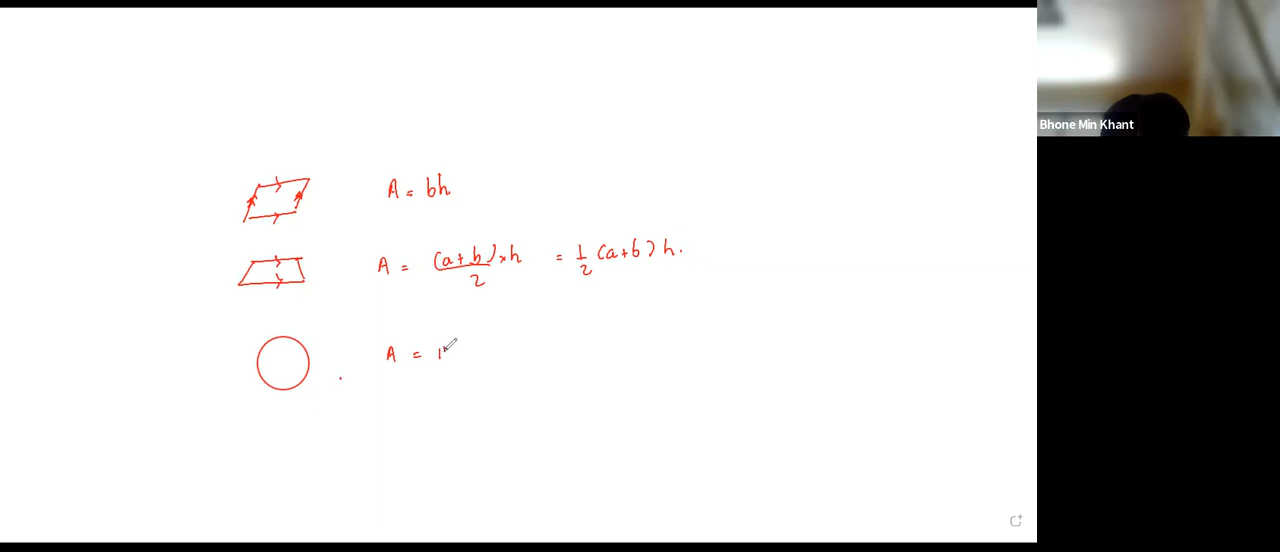 Bhone Min Khant
A = bh
A = (a+b)/2 × h = 1/2 (a+b) h.
A =